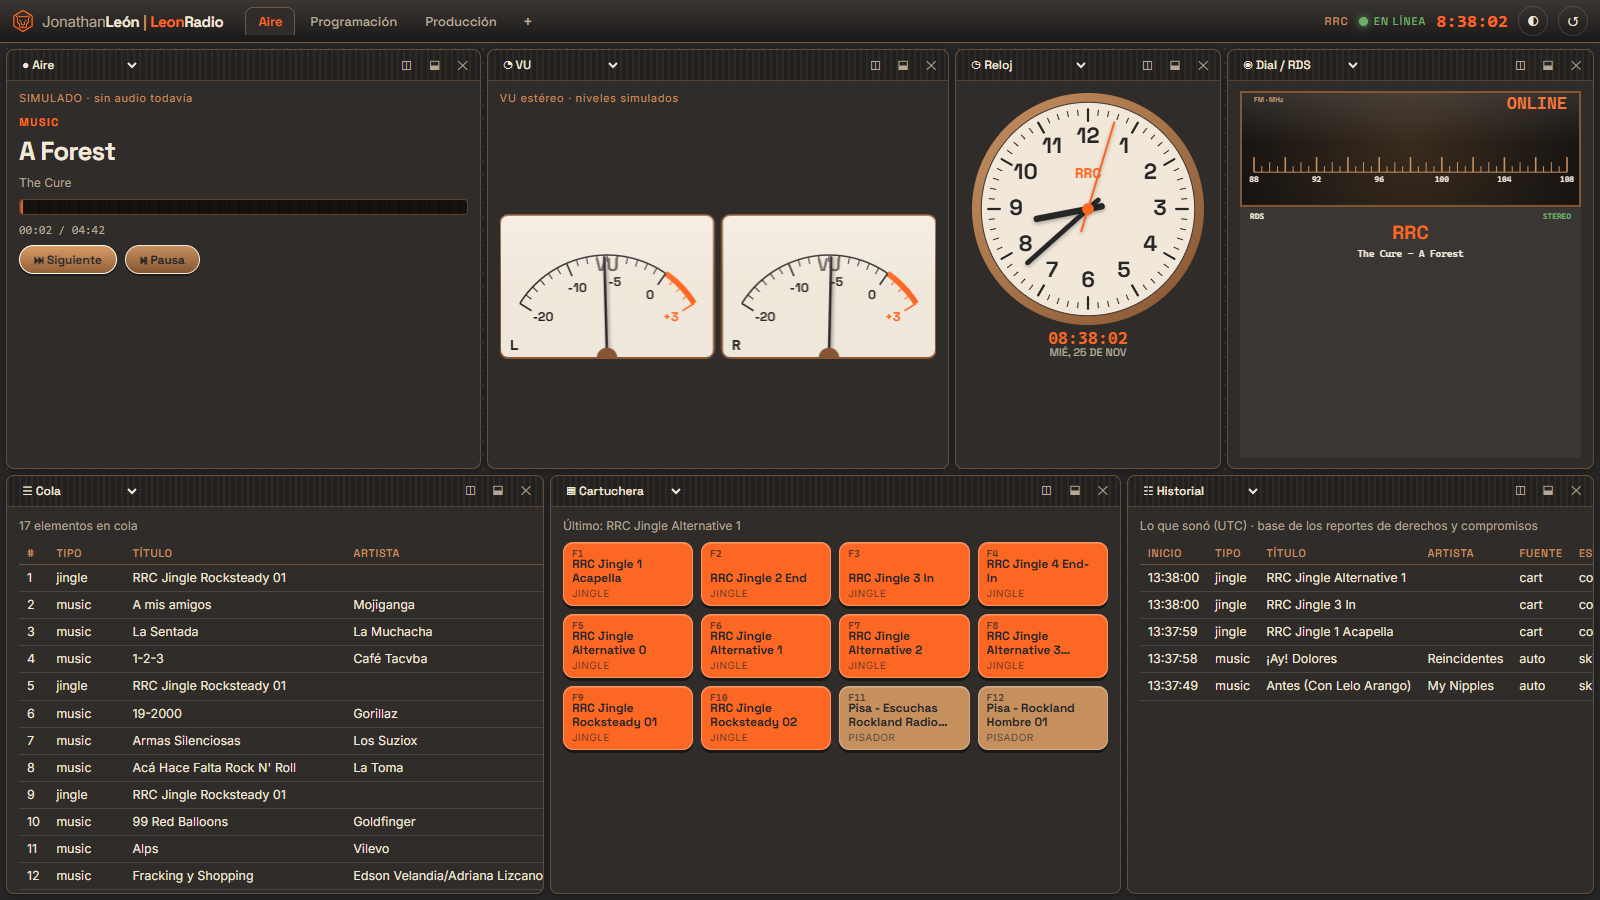 JonathanLeón | LeonRadio
Aire
Programación
Producción
+
RRC
EN LÍNEA
8:38:02
Aire
SIMULADO · sin audio todavía
MUSIC
A Forest
The Cure
00:02 / 04:42
Siguiente
Pausa
VU
VU estéreo · niveles simulados
VU
-20
-10
-5
0
+3
L
VU
-20
-10
-5
0
+3
R
Reloj
12
1
2
3
4
5
6
7
8
9
10
11
RRC
08:38:02
MIÉ, 25 DE NOV
Dial / RDS
FM · MHz
ONLINE
88 92 96 100 104 108
RDS
STEREO
RRC
The Cure – A Forest
Cola
17 elementos en cola
# TIPO TÍTULO ARTISTA
1 jingle RRC Jingle Rocksteady 01
2 music A mis amigos Mojiganga
3 music La Sentada La Muchacha
4 music 1-2-3 Café Tacvba
5 jingle RRC Jingle Rocksteady 01
6 music 19-2000 Gorillaz
7 music Armas Silenciosas Los Suziox
8 music Acá Hace Falta Rock N' Roll La Toma
9 jingle RRC Jingle Rocksteady 01
10 music 99 Red Balloons Goldfinger
11 music Alps Vilevo
12 music Fracking y Shopping Edson Velandia/Adriana Lizcano
Cartuchera
Último: RRC Jingle Alternative 1
F1
RRC Jingle 1
Acapella
JINGLE
F2
RRC Jingle 2 End
JINGLE
F3
RRC Jingle 3 In
JINGLE
F4
RRC Jingle 4 End-
In
JINGLE
F5
RRC Jingle
Alternative 0
JINGLE
F6
RRC Jingle
Alternative 1
JINGLE
F7
RRC Jingle
Alternative 2
JINGLE
F8
RRC Jingle
Alternative 3...
JINGLE
F9
RRC Jingle
Rocksteady 01
JINGLE
F10
RRC Jingle
Rocksteady 02
JINGLE
F11
Pisa - Escuchas
Rockland Radio...
PISADOR
F12
Pisa - Rockland
Hombre 01
PISADOR
Historial
Lo que sonó (UTC) · base de los reportes de derechos y compromisos
INICIO TIPO TÍTULO ARTISTA FUENTE ES
13:38:00 jingle RRC Jingle Alternative 1 cart co
13:38:00 jingle RRC Jingle 3 In cart co
13:37:59 jingle RRC Jingle 1 Acapella cart co
13:37:58 music ¡Ay! Dolores Reincidentes auto sk
13:37:49 music Antes (Con Lelo Arango) My Nipples auto sk